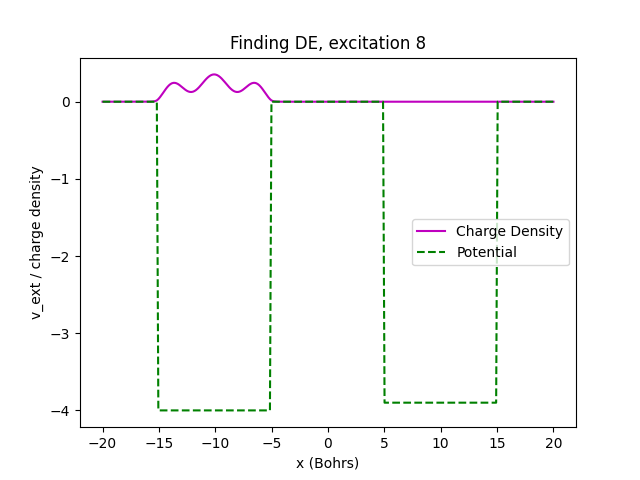 Finding DE, excitation 8
v_ext / charge density
0
−1
−2
−3
−4
Charge Density
Potential
−20 −15 −10 −5 0 5 10 15 20
x (Bohrs)